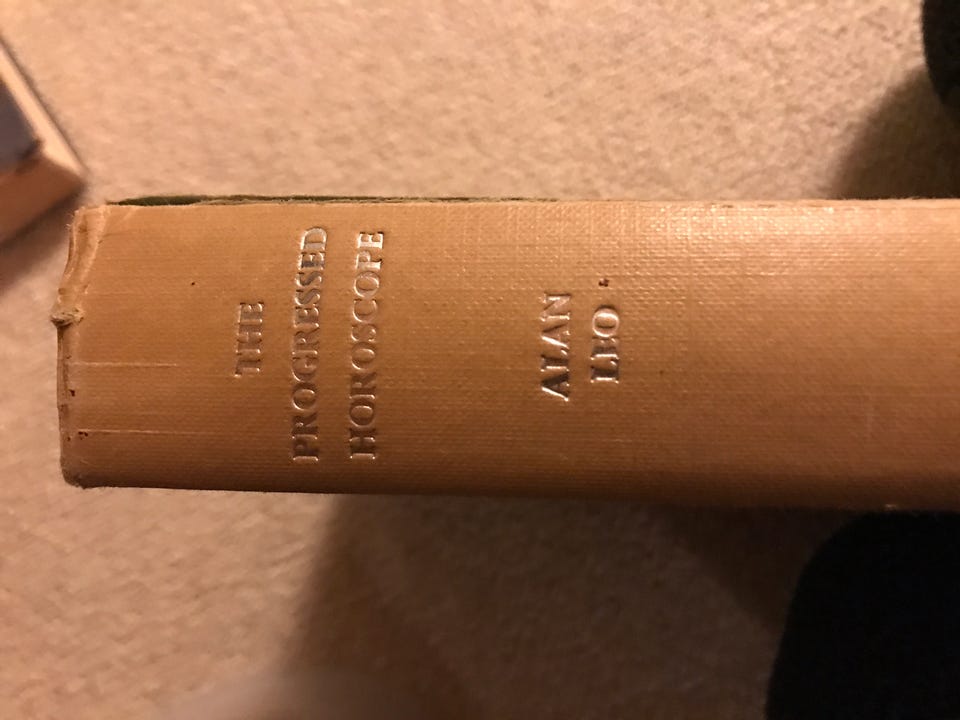 THE
PROGRESSED
HOROSCOPE
ALAN
LEO